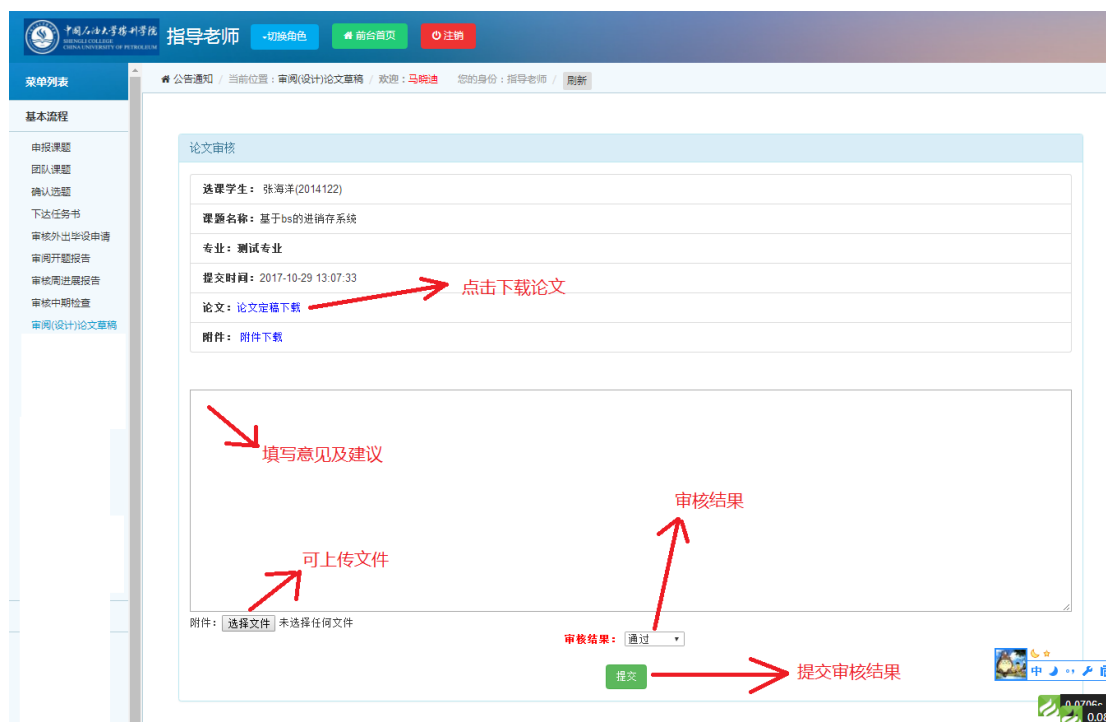 中国石油大学胜利学院
SHENGLI COLLEGE
CHINA UNIVERSITY OF PETROLEUM
指导老师 切换角色 前台首页 注销
菜单列表
公告通知 / 当前位置:审阅(设计)论文草稿 / 欢迎:马晓迪 您的身份:指导老师 / 刷新
基本流程
申报课题
团队课题
确认选题
下达任务书
审核外出毕设申请
审阅开题报告
审核周进展报告
审核中期检查
审阅(设计)论文草稿
论文审核
选课学生: 张海洋(2014122)
课题名称:基于bs的进销存系统
专业:测试专业
提交时间:2017-10-29 13:07:33
点击下载论文
论文:论文定稿下载
附件: 附件下载
填写意见及建议
审核结果
可上传文件
附件: 选择文件 未选择任何文件
审核结果: 通过
提交
提交审核结果
中
0.0706s
0.08